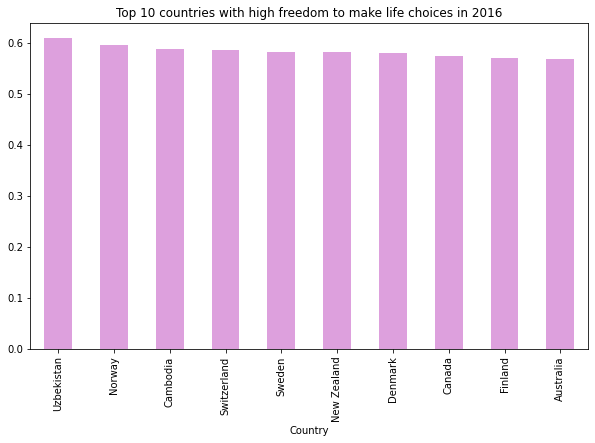 Top 10 countries with high freedom to make life choices in 2016
0.6
0.5
0.4
0.3
0.2
0.1
0.0
Uzbekistan
Norway
Cambodia
Switzerland
Sweden
New Zealand
Denmark
Canada
Finland
Australia
Country